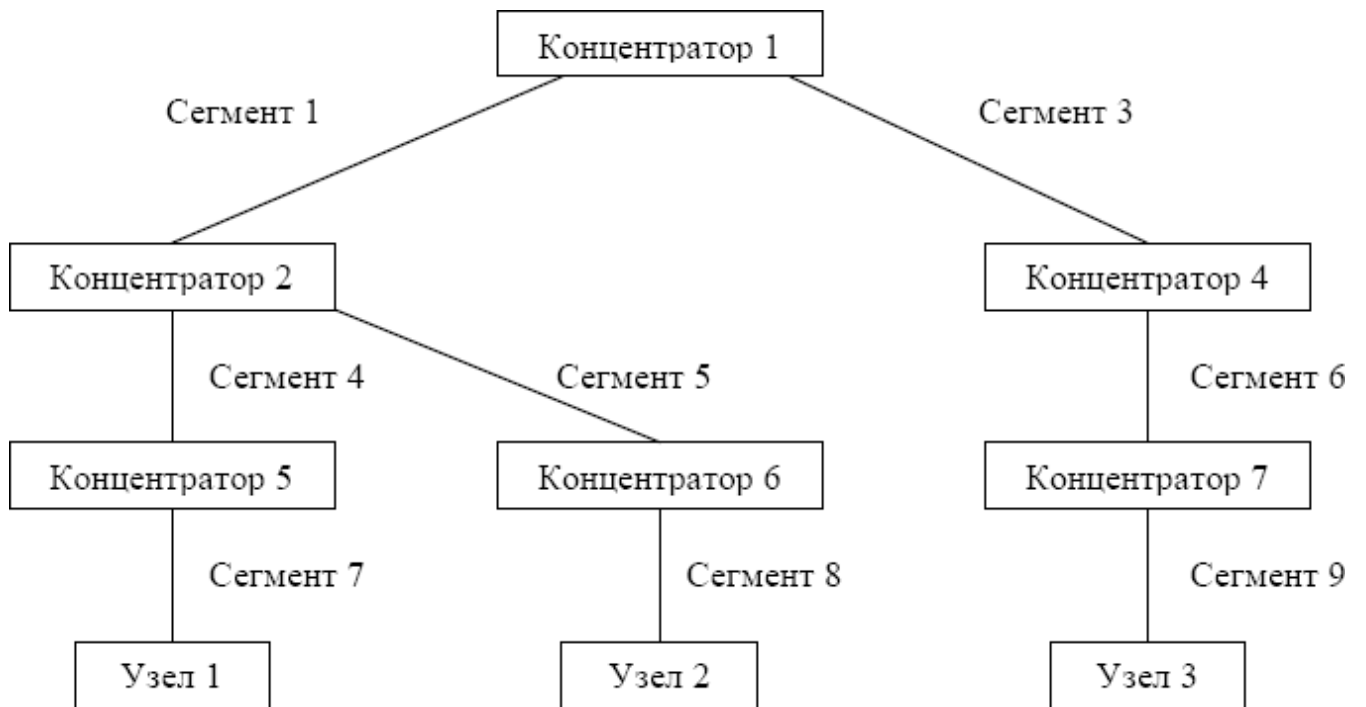 Концентратор 1
Сегмент 1
Сегмент 3
Концентратор 2
Концентратор 4
Сегмент 4
Сегмент 5
Сегмент 6
Концентратор 5
Концентратор 6
Концентратор 7
Сегмент 7
Сегмент 8
Сегмент 9
Узел 1
Узел 2
Узел 3